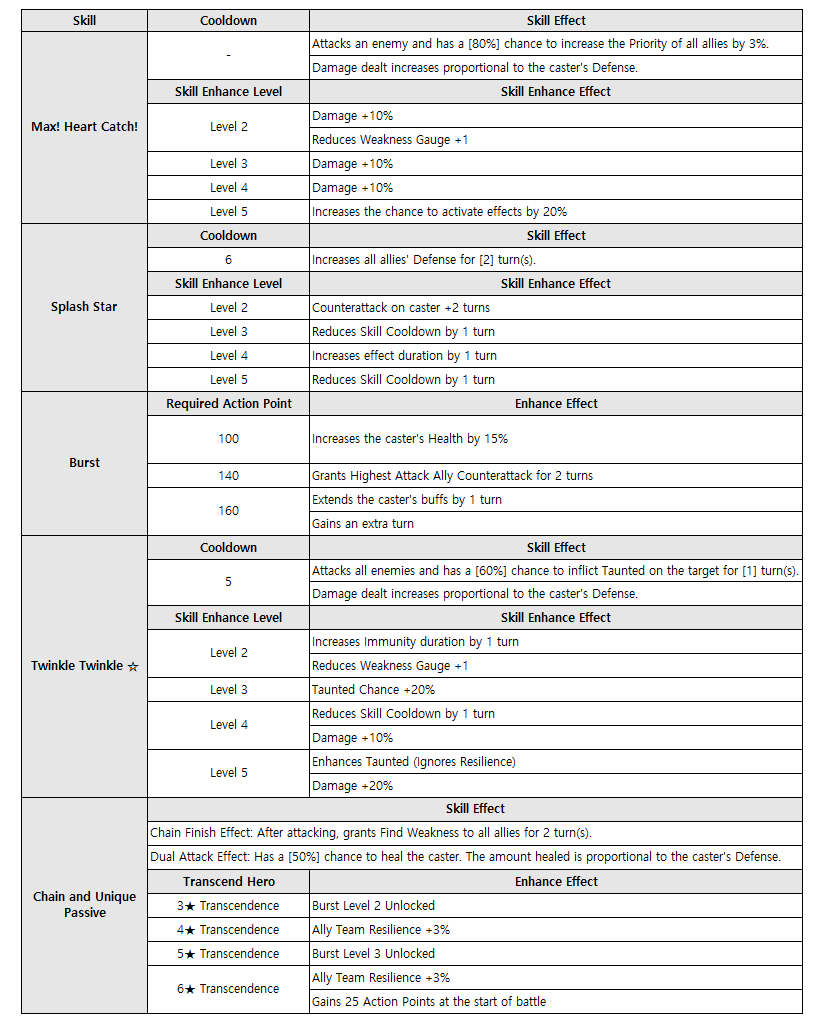 Skill Cooldown Skill Effect
Max! Heart Catch!
-
Attacks an enemy and has a [80%] chance to increase the Priority of all allies by 3%.
Damage dealt increases proportional to the caster's Defense.
Skill Enhance Level Skill Enhance Effect
Level 2
Damage +10%
Reduces Weakness Gauge +1
Level 3 Damage +10%
Level 4 Damage +10%
Level 5 Increases the chance to activate effects by 20%
Splash Star
Cooldown Skill Effect
6 Increases all allies' Defense for [2] turn(s).
Skill Enhance Level Skill Enhance Effect
Level 2 Counterattack on caster +2 turns
Level 3 Reduces Skill Cooldown by 1 turn
Level 4 Increases effect duration by 1 turn
Level 5 Reduces Skill Cooldown by 1 turn
Burst
Required Action Point Enhance Effect
100 Increases the caster's Health by 15%
140 Grants Highest Attack Ally Counterattack for 2 turns
160
Extends the caster's buffs by 1 turn
Gains an extra turn
Twinkle Twinkle ☆
Cooldown Skill Effect
5
Attacks all enemies and has a [60%] chance to inflict Taunted on the target for [1] turn(s).
Damage dealt increases proportional to the caster's Defense.
Skill Enhance Level Skill Enhance Effect
Level 2
Increases Immunity duration by 1 turn
Reduces Weakness Gauge +1
Level 3 Taunted Chance +20%
Level 4
Reduces Skill Cooldown by 1 turn
Damage +10%
Level 5
Enhances Taunted (Ignores Resilience)
Damage +20%
Chain and Unique
Passive
Skill Effect
Chain Finish Effect: After attacking, grants Find Weakness to all allies for 2 turn(s).
Dual Attack Effect: Has a [50%] chance to heal the caster. The amount healed is proportional to the caster's Defense.
Transcend Hero Enhance Effect
3★ Transcendence Burst Level 2 Unlocked
4★ Transcendence Ally Team Resilience +3%
5★ Transcendence Burst Level 3 Unlocked
6★ Transcendence
Ally Team Resilience +3%
Gains 25 Action Points at the start of battle